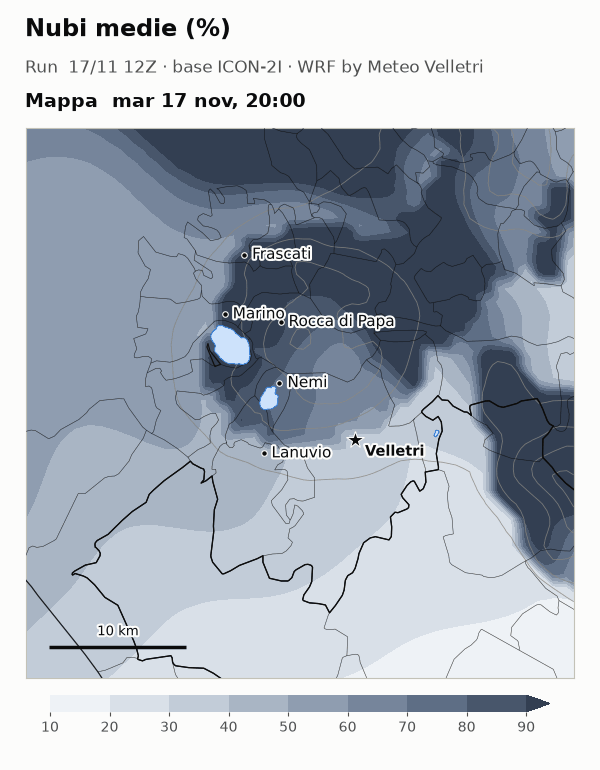 Nubi medie (%)
Run  17/11 12Z · base ICON-2I · WRF by Meteo Velletri
Mappa  mar 17 nov, 20:00
Frascati
Marino
Rocca di Papa
Nemi
Velletri
Lanuvio
10 km
10 20 30 40 50 60 70 80 90